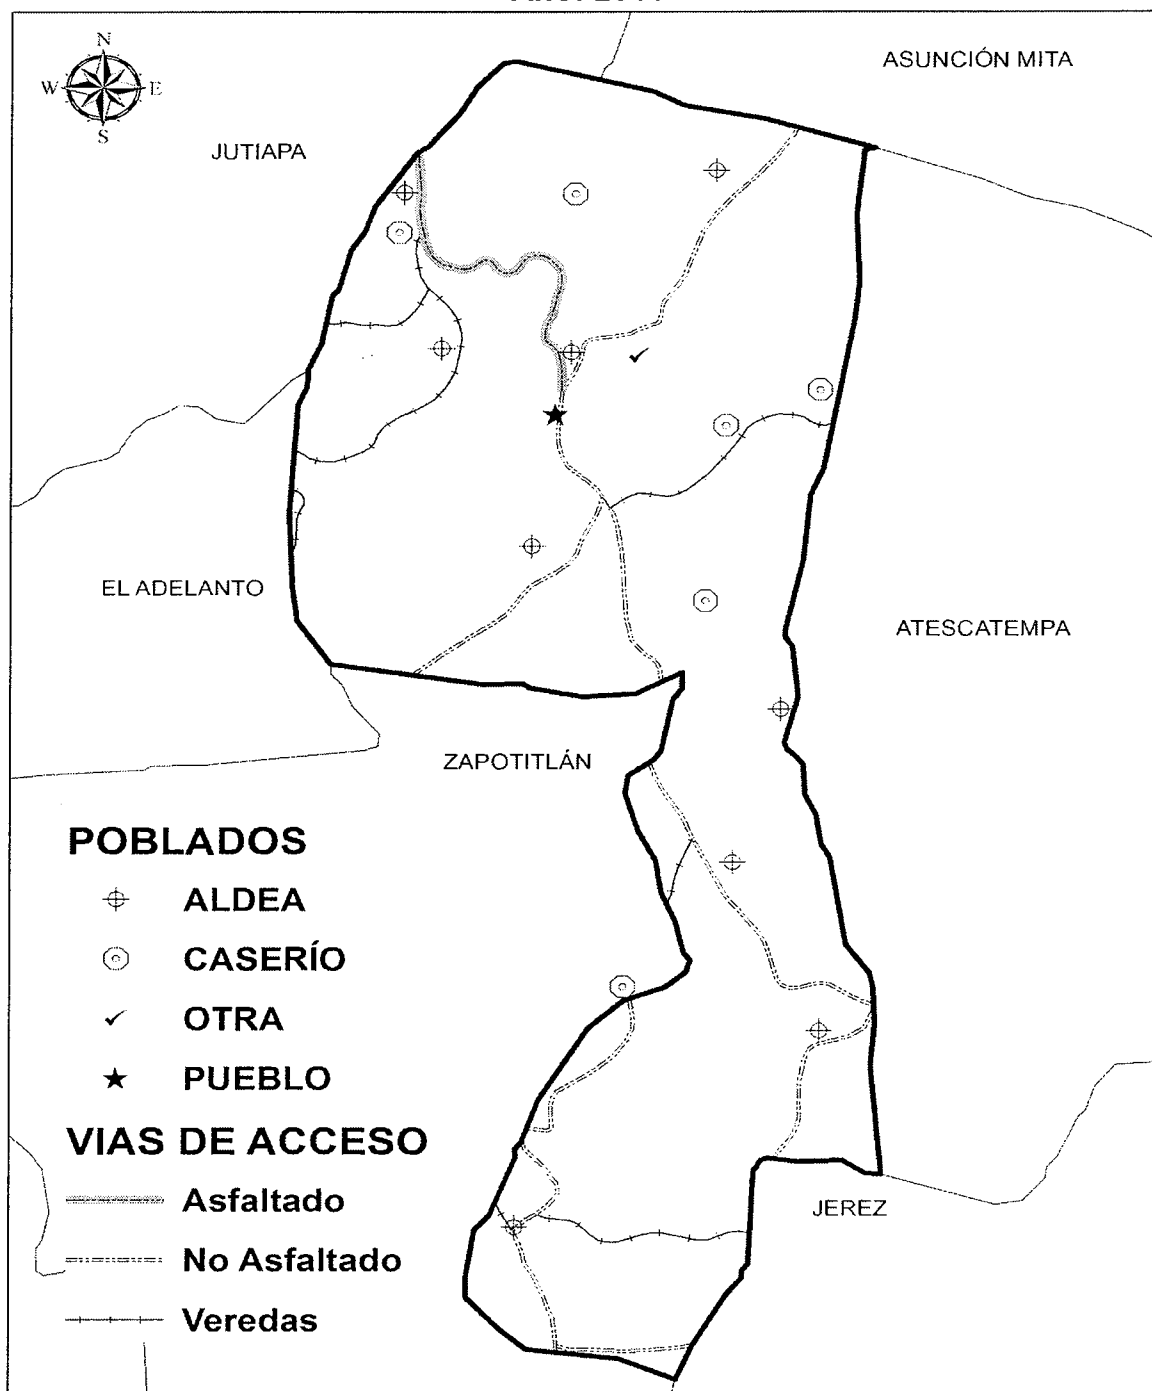 N
ASUNCIÓN MITA
W
E
S
JUTIAPA
EL ADELANTO
ATESCATEMPA
ZAPOTITLÁN
POBLADOS
ALDEA
CASERÍO
OTRA
PUEBLO
VIAS DE ACCESO
Asfaltado
JEREZ
No Asfaltado
Veredas